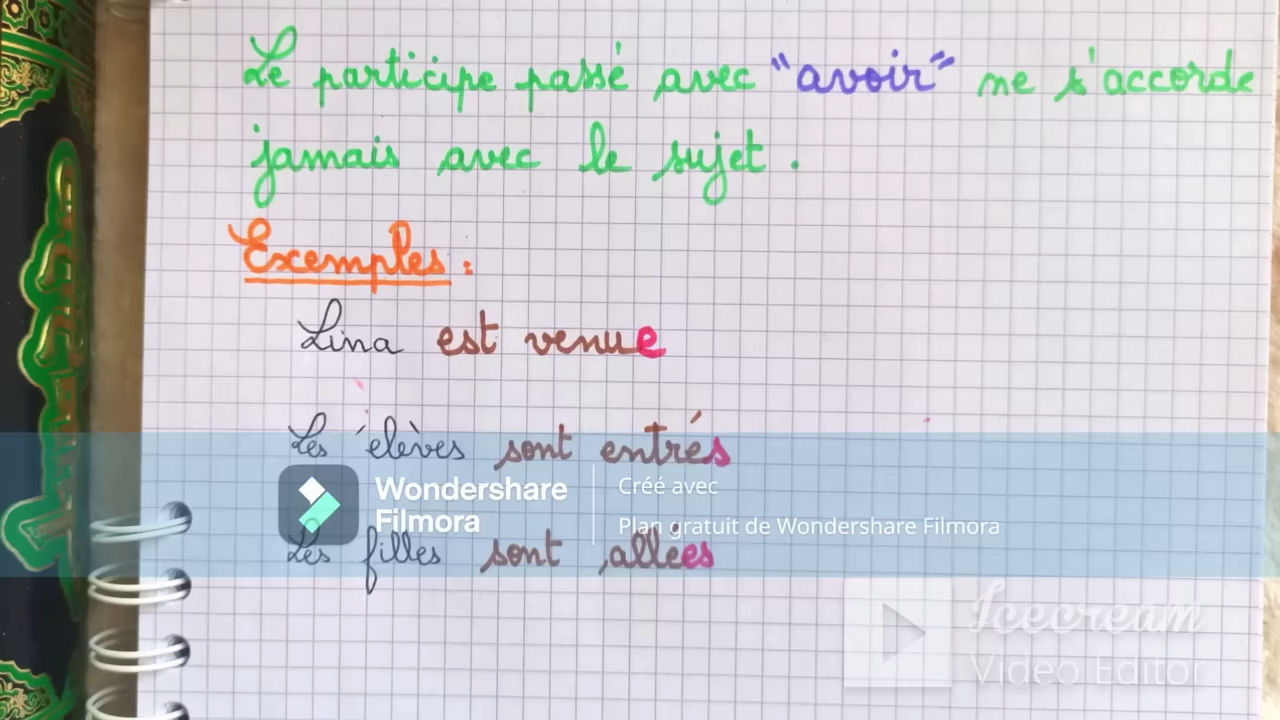 Le participe passé avec "avoir" ne s'accorde
jamais avec le sujet.
Exemples :
Lina est venue
Les élèves sont entrés
Wondershare
Filmora
Créé avec
Plan gratuit de Wondershare Filmora
Les filles sont allées
Icecream
Video Editor